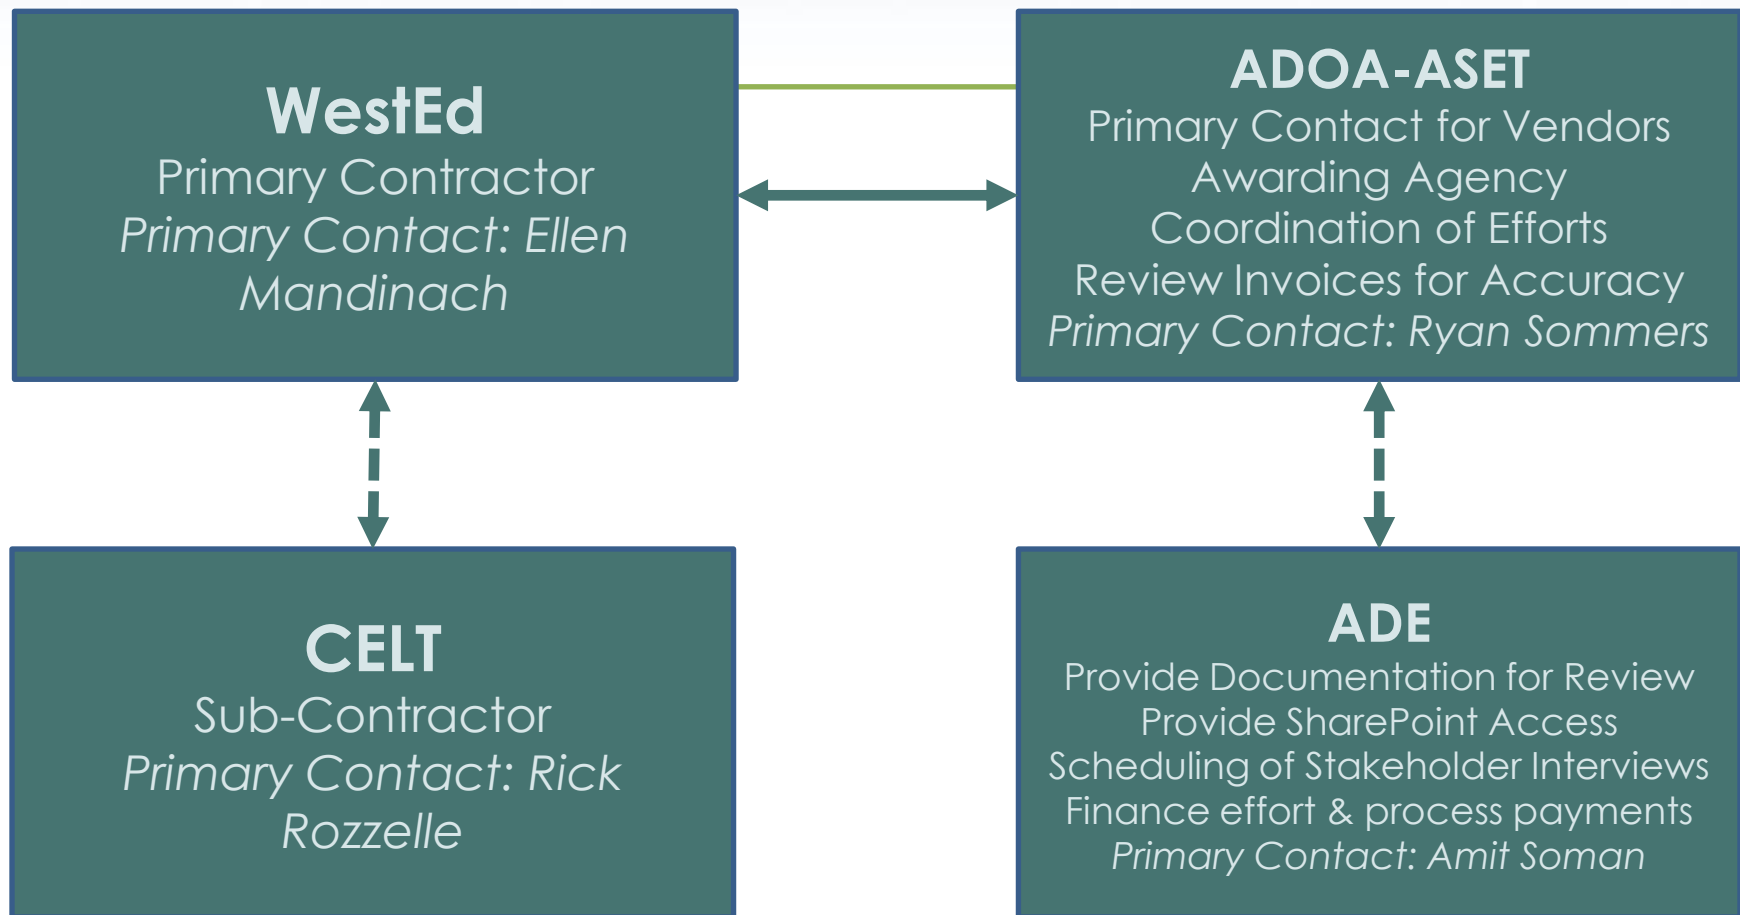 WestEd
Primary Contractor
Primary Contact: Ellen
Mandinach
ADOA-ASET
Primary Contact for Vendors
Awarding Agency
Coordination of Efforts
Review Invoices for Accuracy
Primary Contact: Ryan Sommers
CELT
Sub-Contractor
Primary Contact: Rick
Rozzelle
ADE
Provide Documentation for Review
Provide SharePoint Access
Scheduling of Stakeholder Interviews
Finance effort & process payments
Primary Contact: Amit Soman